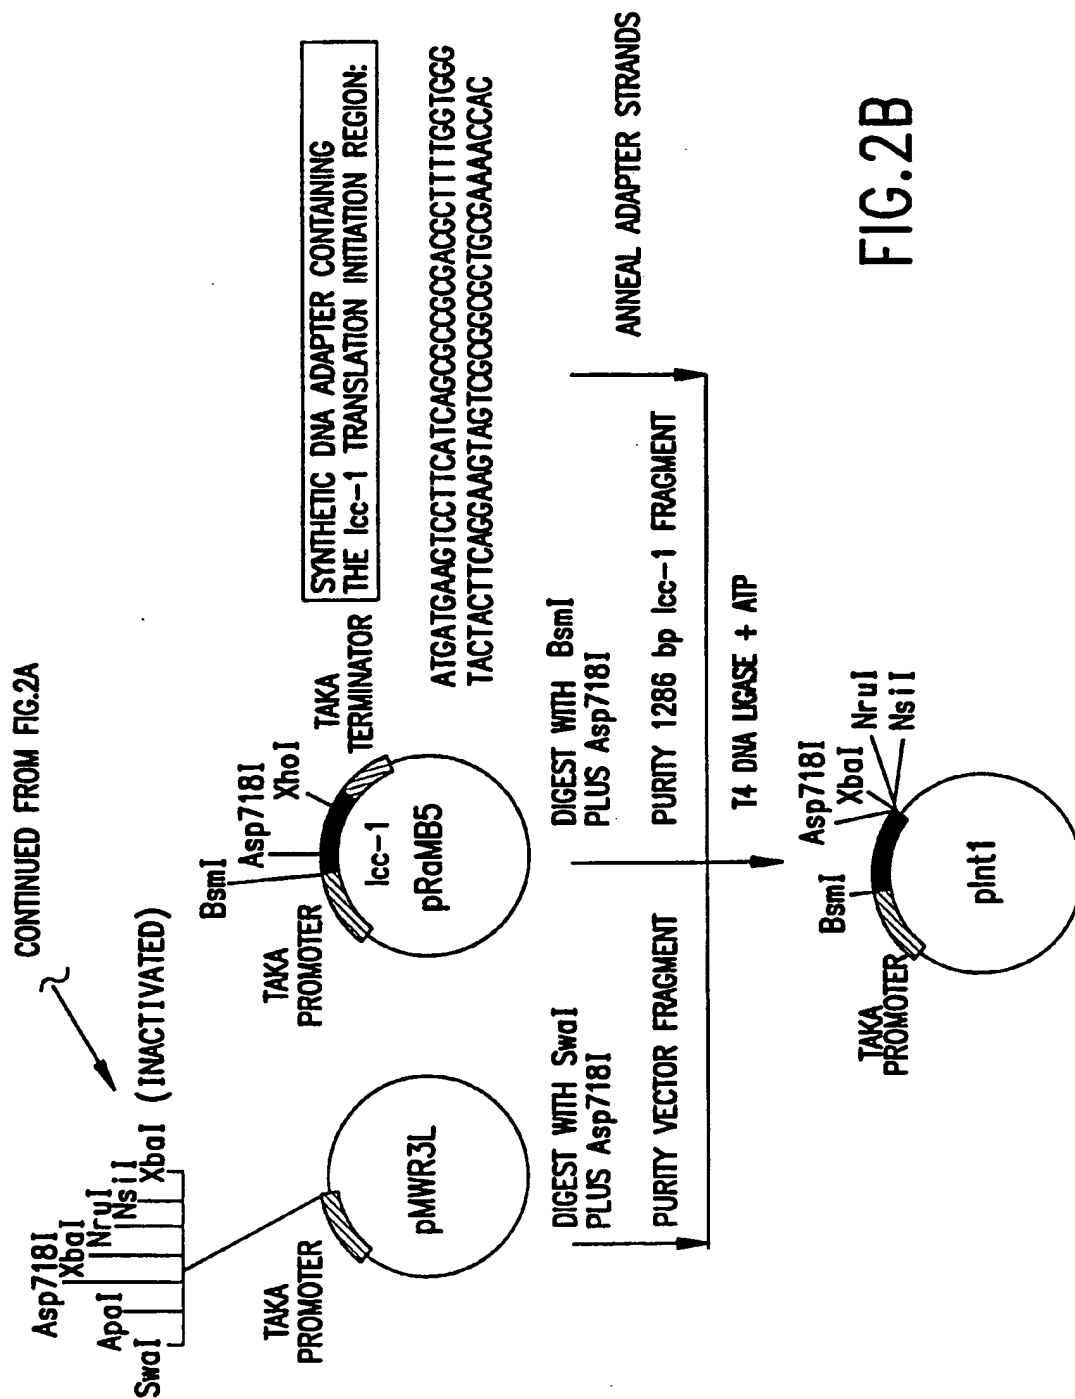 CONTINUED FROM FIG.2A
SwaI
ApaI
Asp718I
XbaI
NruI
NsiI
XbaI (INACTIVATED)
TAKA
PROMOTER
pMWR3L
BsmI
Asp718I
XhoI
TAKA
PROMOTER
lcc-1
pRaMB5
TAKA
TERMINATOR
SYNTHETIC DNA ADAPTER CONTAINING
THE lcc-1 TRANSLATION INITIATION REGION:
ATGATGAAGTCCTTCATCAGCGCCGCGACGCTTTTGGTGGG
TACTACTTCAGGAAGTAGTCGCGGCGCTGCGAAAACCAC
DIGEST WITH SwaI
PLUS Asp718I
PURITY VECTOR FRAGMENT
DIGEST WITH BsmI
PLUS Asp718I
PURITY 1286 bp lcc-1 FRAGMENT
ANNEAL ADAPTER STRANDS
T4 DNA LIGASE + ATP
TAKA
PROMOTER
BsmI
Asp718I
XbaI
NruI
NsiI
pInt1
FIG.2B